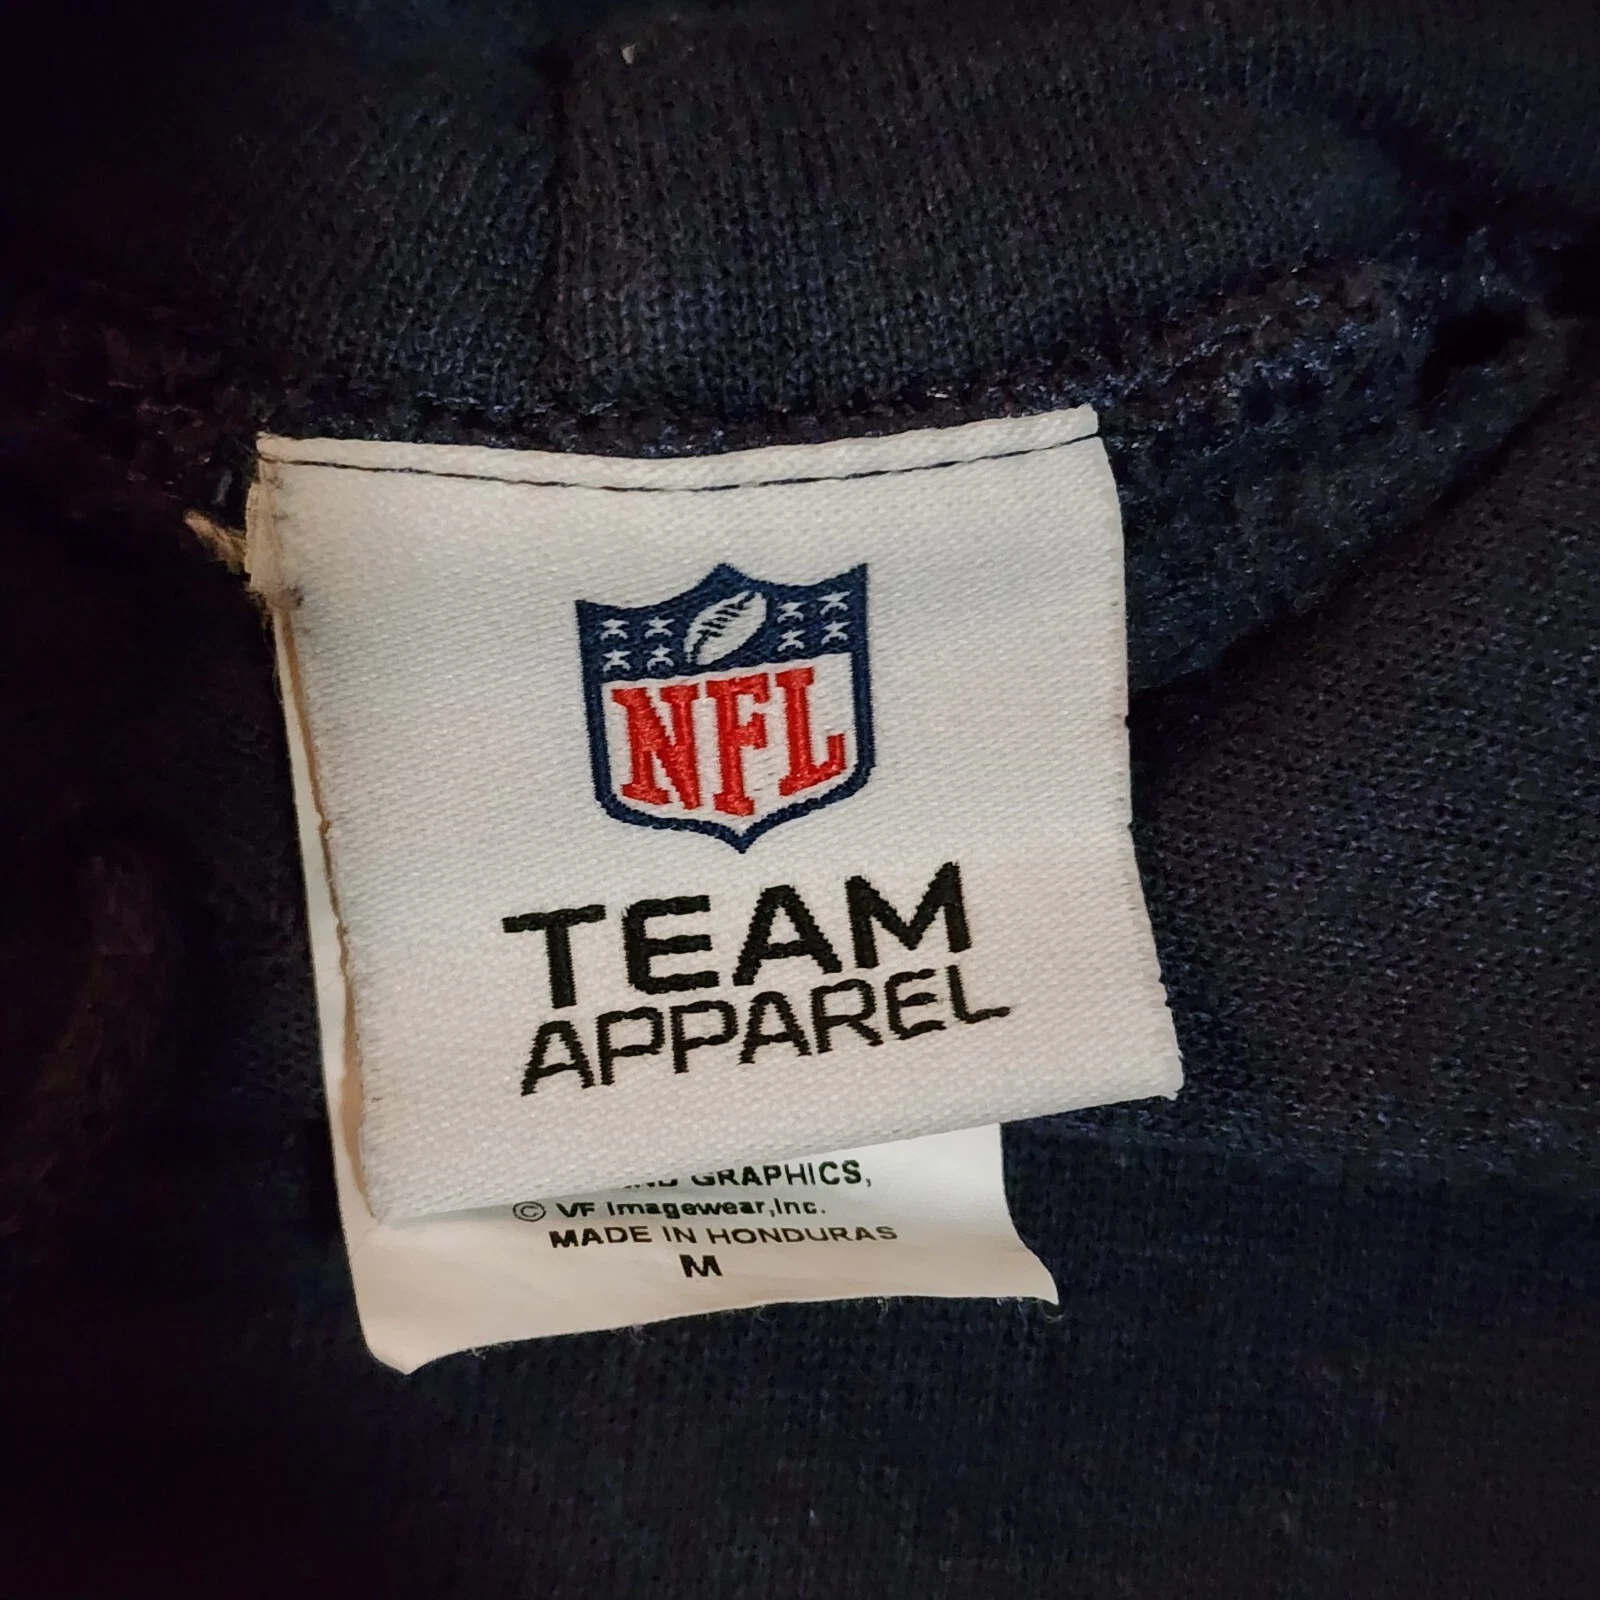 NFL
TEAM
APPAREL
GRAPHICS,
© VF Imagewear,Inc.
MADE IN HONDURAS
M